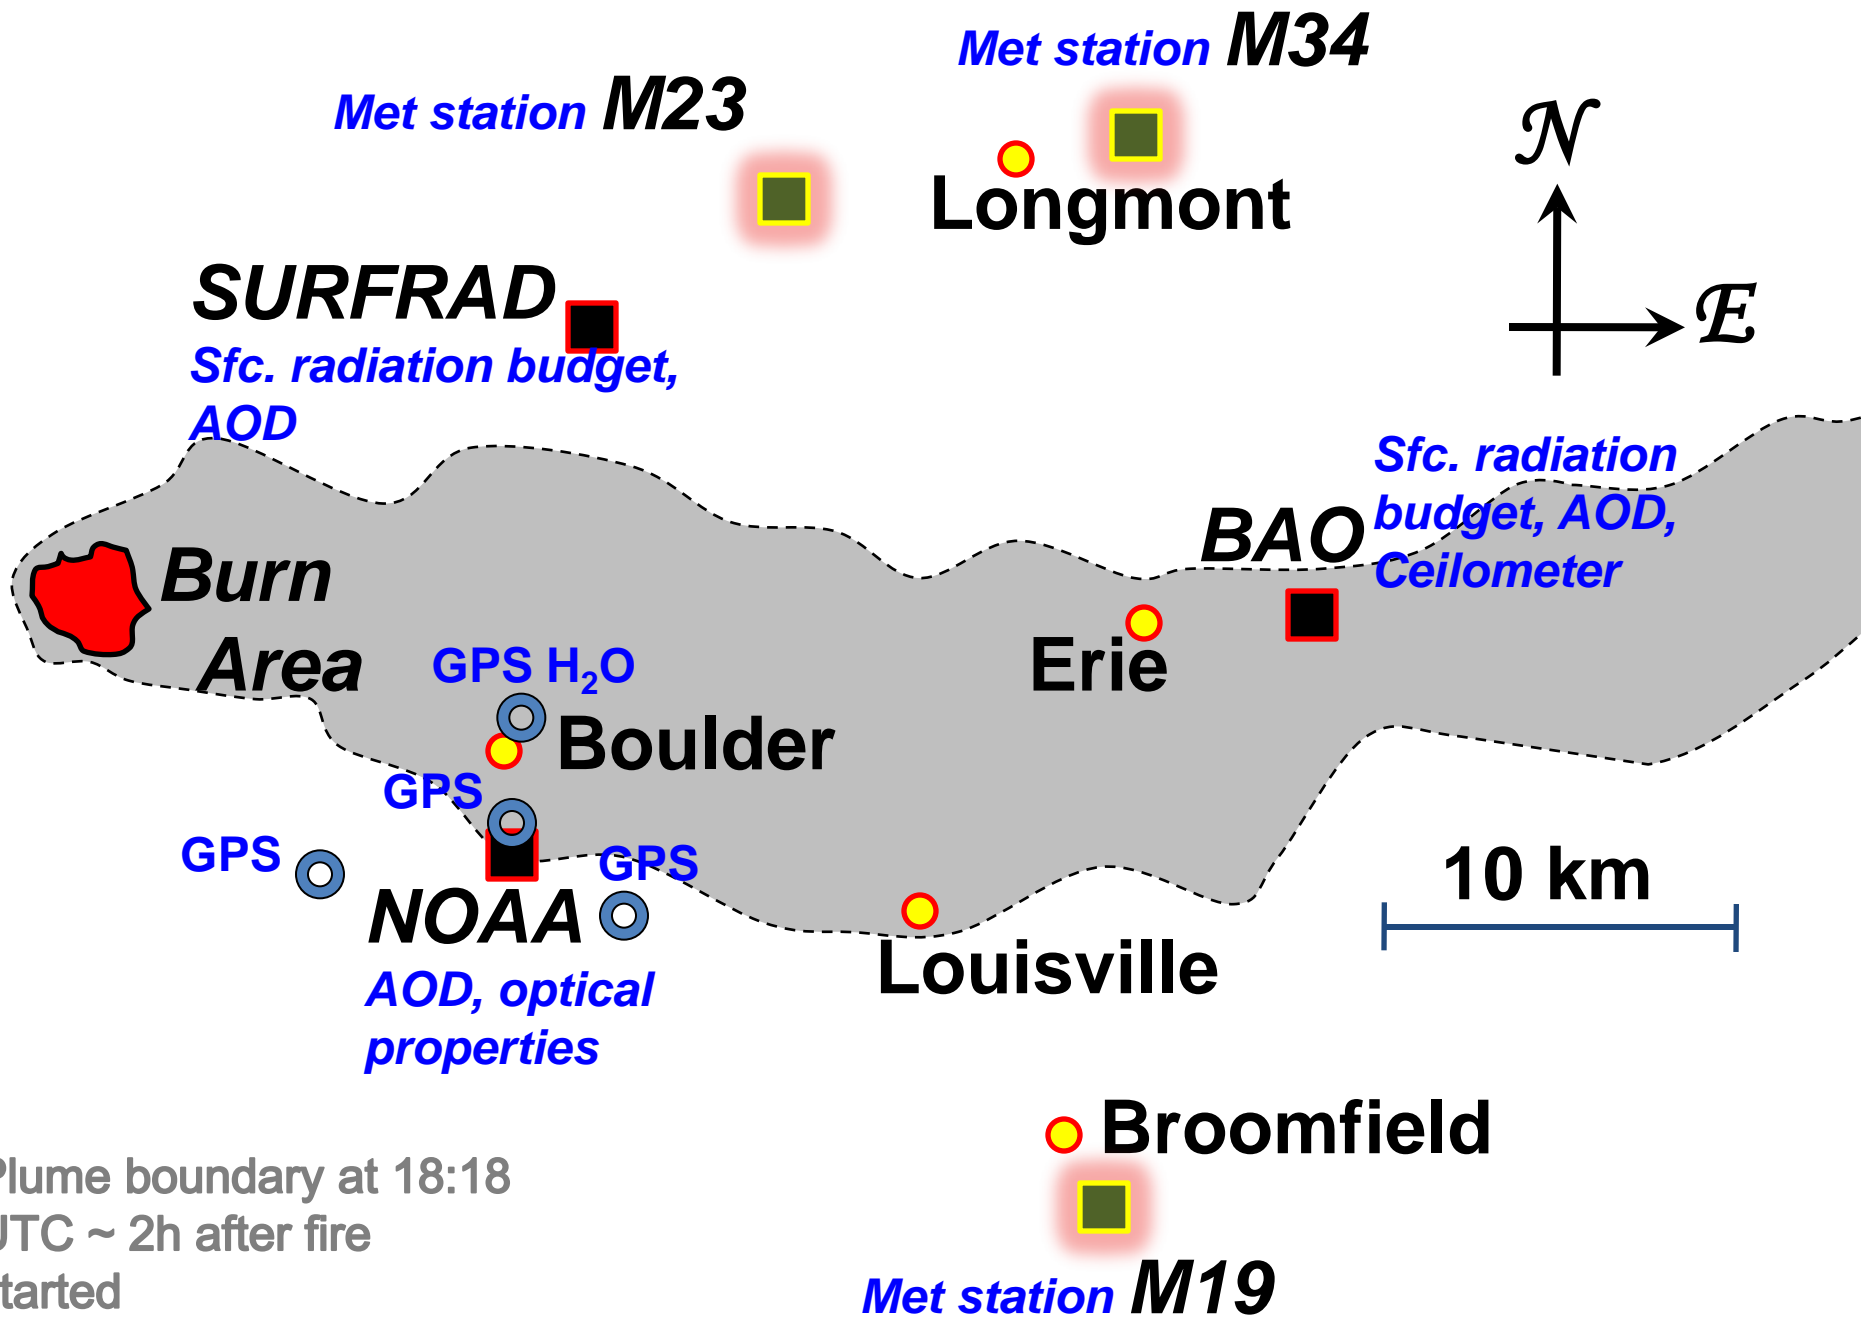 Met station M34
Met station M23
N
Longmont
SURFRAD
E
Sfc. radiation budget,
AOD
Sfc. radiation
budget, AOD,
Ceilometer
BAO
Burn
Area
GPS H₂O
Erie
Boulder
GPS
GPS
GPS
10 km
NOAA
Louisville
AOD, optical
properties
Broomfield
Plume boundary at 18:18
UTC ~ 2h after fire
tarted
Met station M19